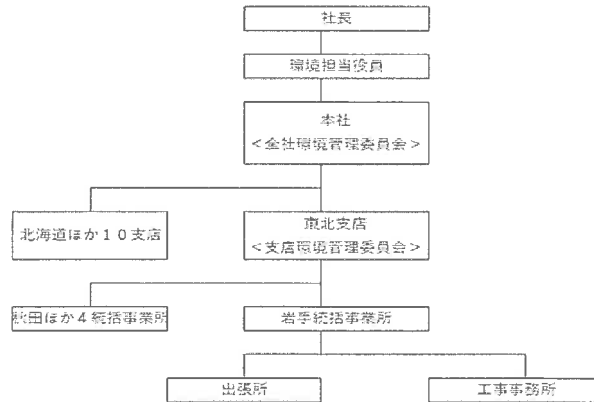 社長
環境担当役員
本社
<全社環境管理委員会>
北海道ほか10支店
東北支店
<支店環境管理委員会>
秋田ほか4統括事業所
岩手統括事業所
出張所
工事事務所